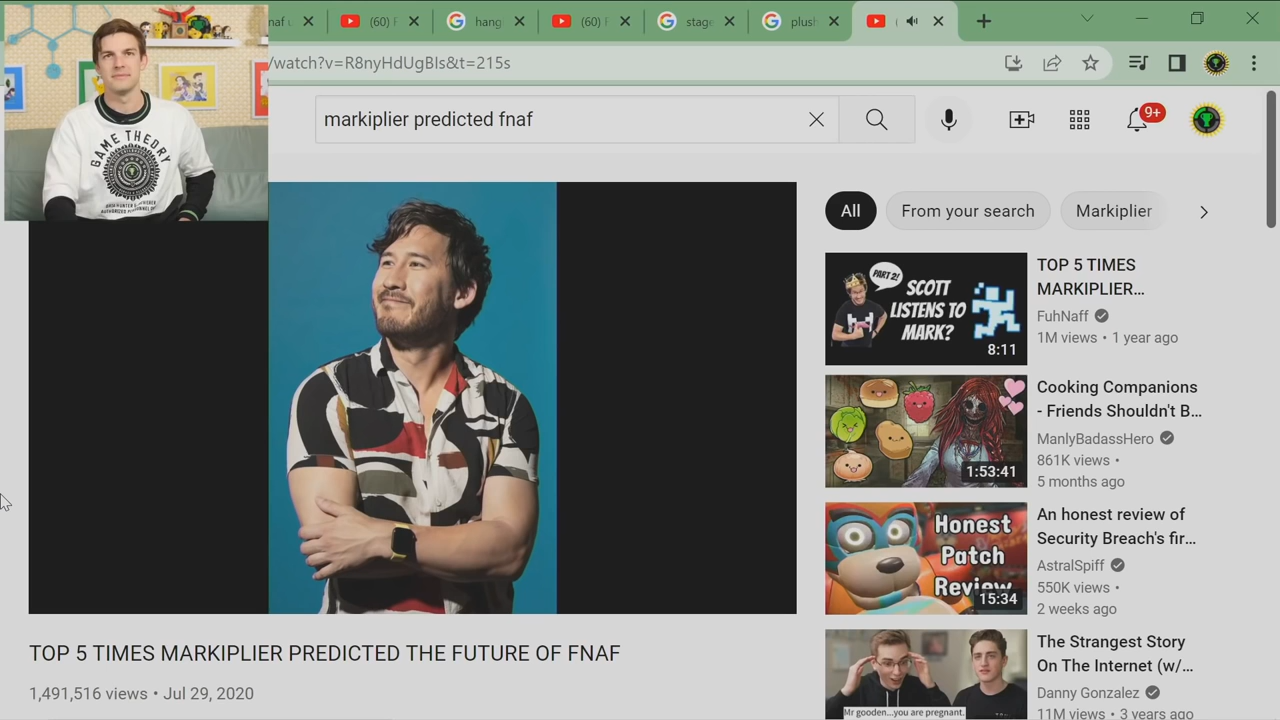 naf u
(60) F
hang
(60) F
stage
plush
(
/watch?v=R8nyHdUgBIs&t=215s
markiplier predicted fnaf
9+
GAME THEORY
All
From your search
Markiplier
PART 2!
SCOTT
LISTENS TO
MARK?
8:11
TOP 5 TIMES
MARKIPLIER…
FuhNaff
1M views • 1 year ago
1:53:41
Cooking Companions
- Friends Shouldn't B…
ManlyBadassHero
861K views •
5 months ago
Honest
Patch
Review
15:34
An honest review of
Security Breach's fir…
AstralSpiff
550K views •
2 weeks ago
Mr gooden...you are pregnant.
The Strangest Story
On The Internet (w/…
Danny Gonzalez
11M views • 3 years ago
TOP 5 TIMES MARKIPLIER PREDICTED THE FUTURE OF FNAF
1,491,516 views • Jul 29, 2020